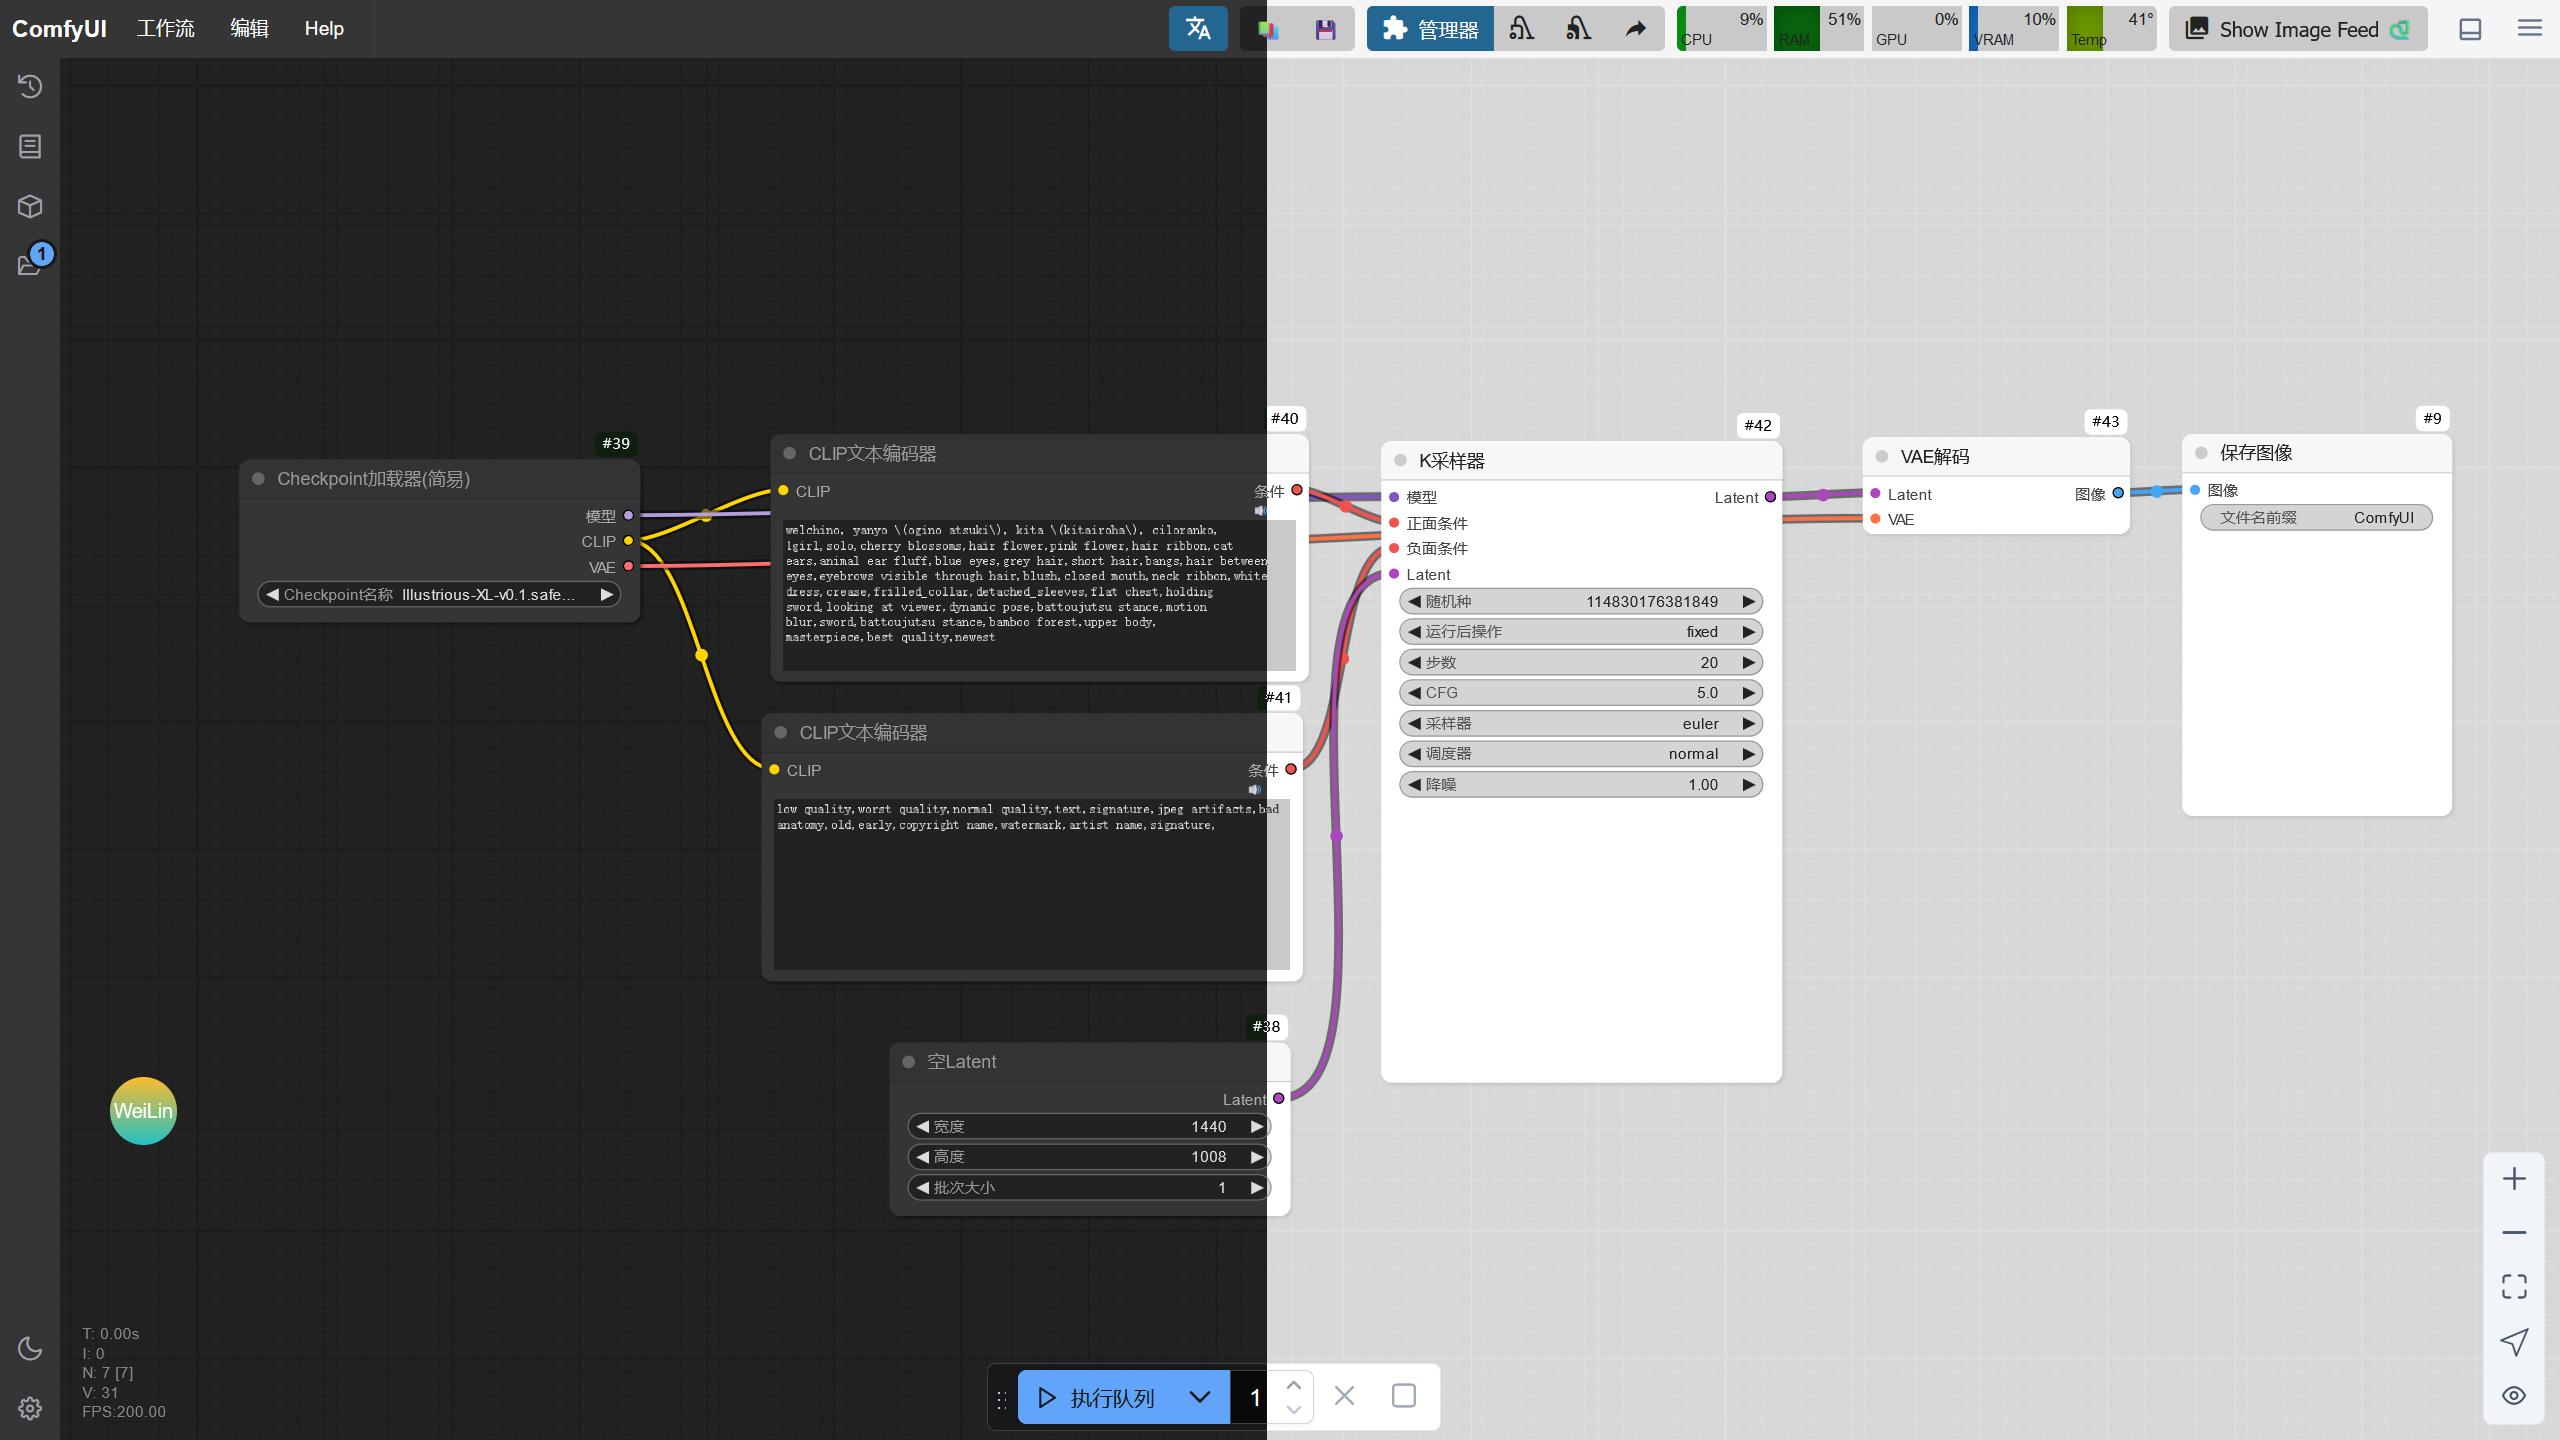 ComfyUI 工作流 编辑 Help
管理器
CPU 9%
RAM 51%
GPU 0%
VRAM 10%
Temp 41°
Show Image Feed
1
#39
Checkpoint加载器(简易)
模型
CLIP
VAE
Checkpoint名称 Illustrious-XL-v0.1.safe...
#40
CLIP文本编码器
CLIP 条件
welchino, yanyo \(ogino atsuki\), kita \(kitairoha\), ciloranko,
1girl,solo,cherry blossoms,hair flower,pink flower,hair ribbon,cat
ears,animal ear fluff,blue eyes,grey hair,short hair,bangs,hair between
eyes,eyebrows visible through hair,blush,closed mouth,neck ribbon,white
dress,crease,frilled_collar,detached_sleeves,flat chest,holding
sword,looking at viewer,dynamic pose,battoujutsu stance,motion
blur,sword,battoujutsu stance,bamboo forest,upper body,
masterpiece,best quality,newest
#41
CLIP文本编码器
CLIP 条件
low quality,worst quality,normal quality,text,signature,jpeg artifacts,bad
anatomy,old,early,copyright name,watermark,artist name,signature,
#38
空Latent
Latent
宽度 1440
高度 1008
批次大小 1
#42
K采样器
模型 Latent
正面条件
负面条件
Latent
随机种 114830176381849
运行后操作 fixed
步数 20
CFG 5.0
采样器 euler
调度器 normal
降噪 1.00
#43
VAE解码
Latent 图像
VAE
#9
保存图像
图像
文件名前缀 ComfyUI
WeiLin
T: 0.00s
I: 0
N: 7 [7]
V: 31
FPS:200.00
执行队列 1